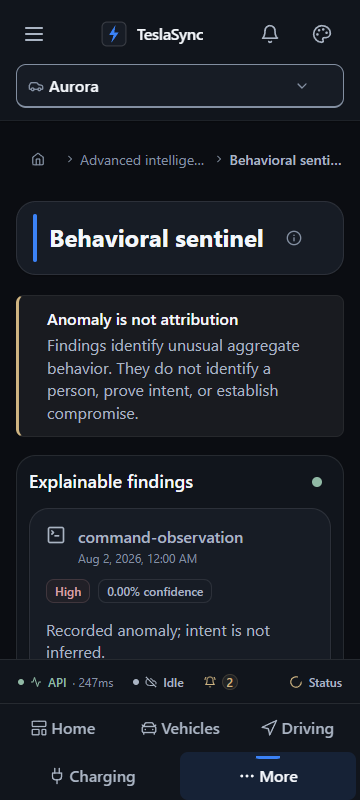 TeslaSync
Aurora
Advanced intellige... Behavioral senti...
Behavioral sentinel
Anomaly is not attribution
Findings identify unusual aggregate
behavior. They do not identify a
person, prove intent, or establish
compromise.
Explainable findings
command-observation
Aug 2, 2026, 12:00 AM
High 0.00% confidence
Recorded anomaly; intent is not
inferred.
API · 247ms Idle 2 Status
Home Vehicles Driving
Charging More